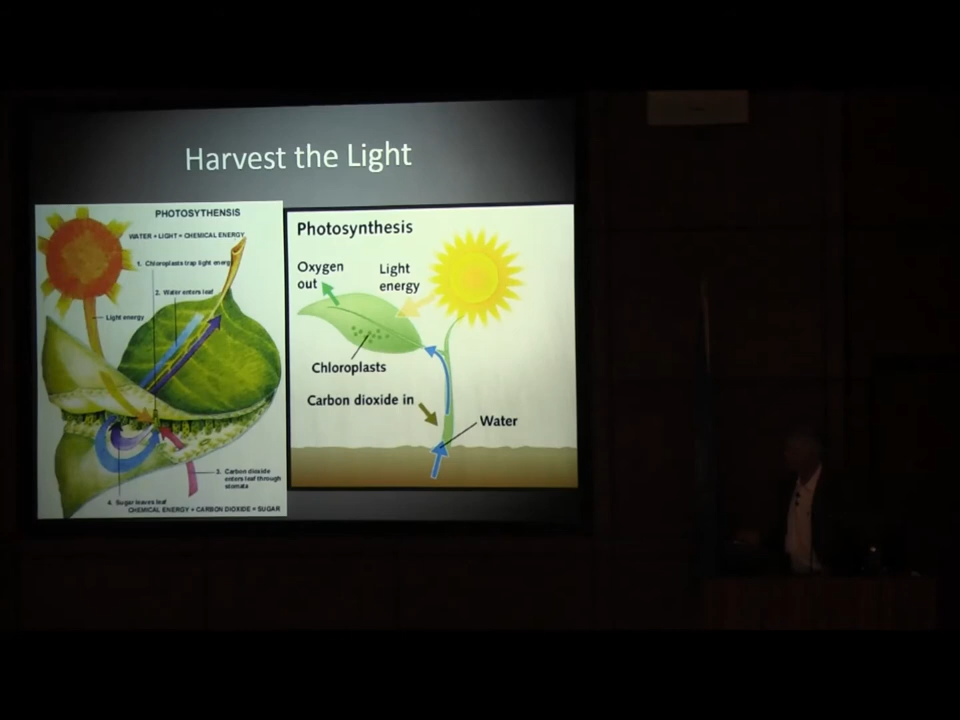 Harvest the Light
PHOTOSYTHENSIS
WATER + LIGHT = CHEMICAL ENERGY
1. Chloroplasts trap light energy
2. Water enters leaf
Light energy
3. Carbon dioxide
enters leaf through
stomata
4. Sugar leaves leaf
CHEMICAL ENERGY + CARBON DIOXIDE = SUGAR
Photosynthesis
Oxygen
out
Light
energy
Chloroplasts
Carbon dioxide in
Water